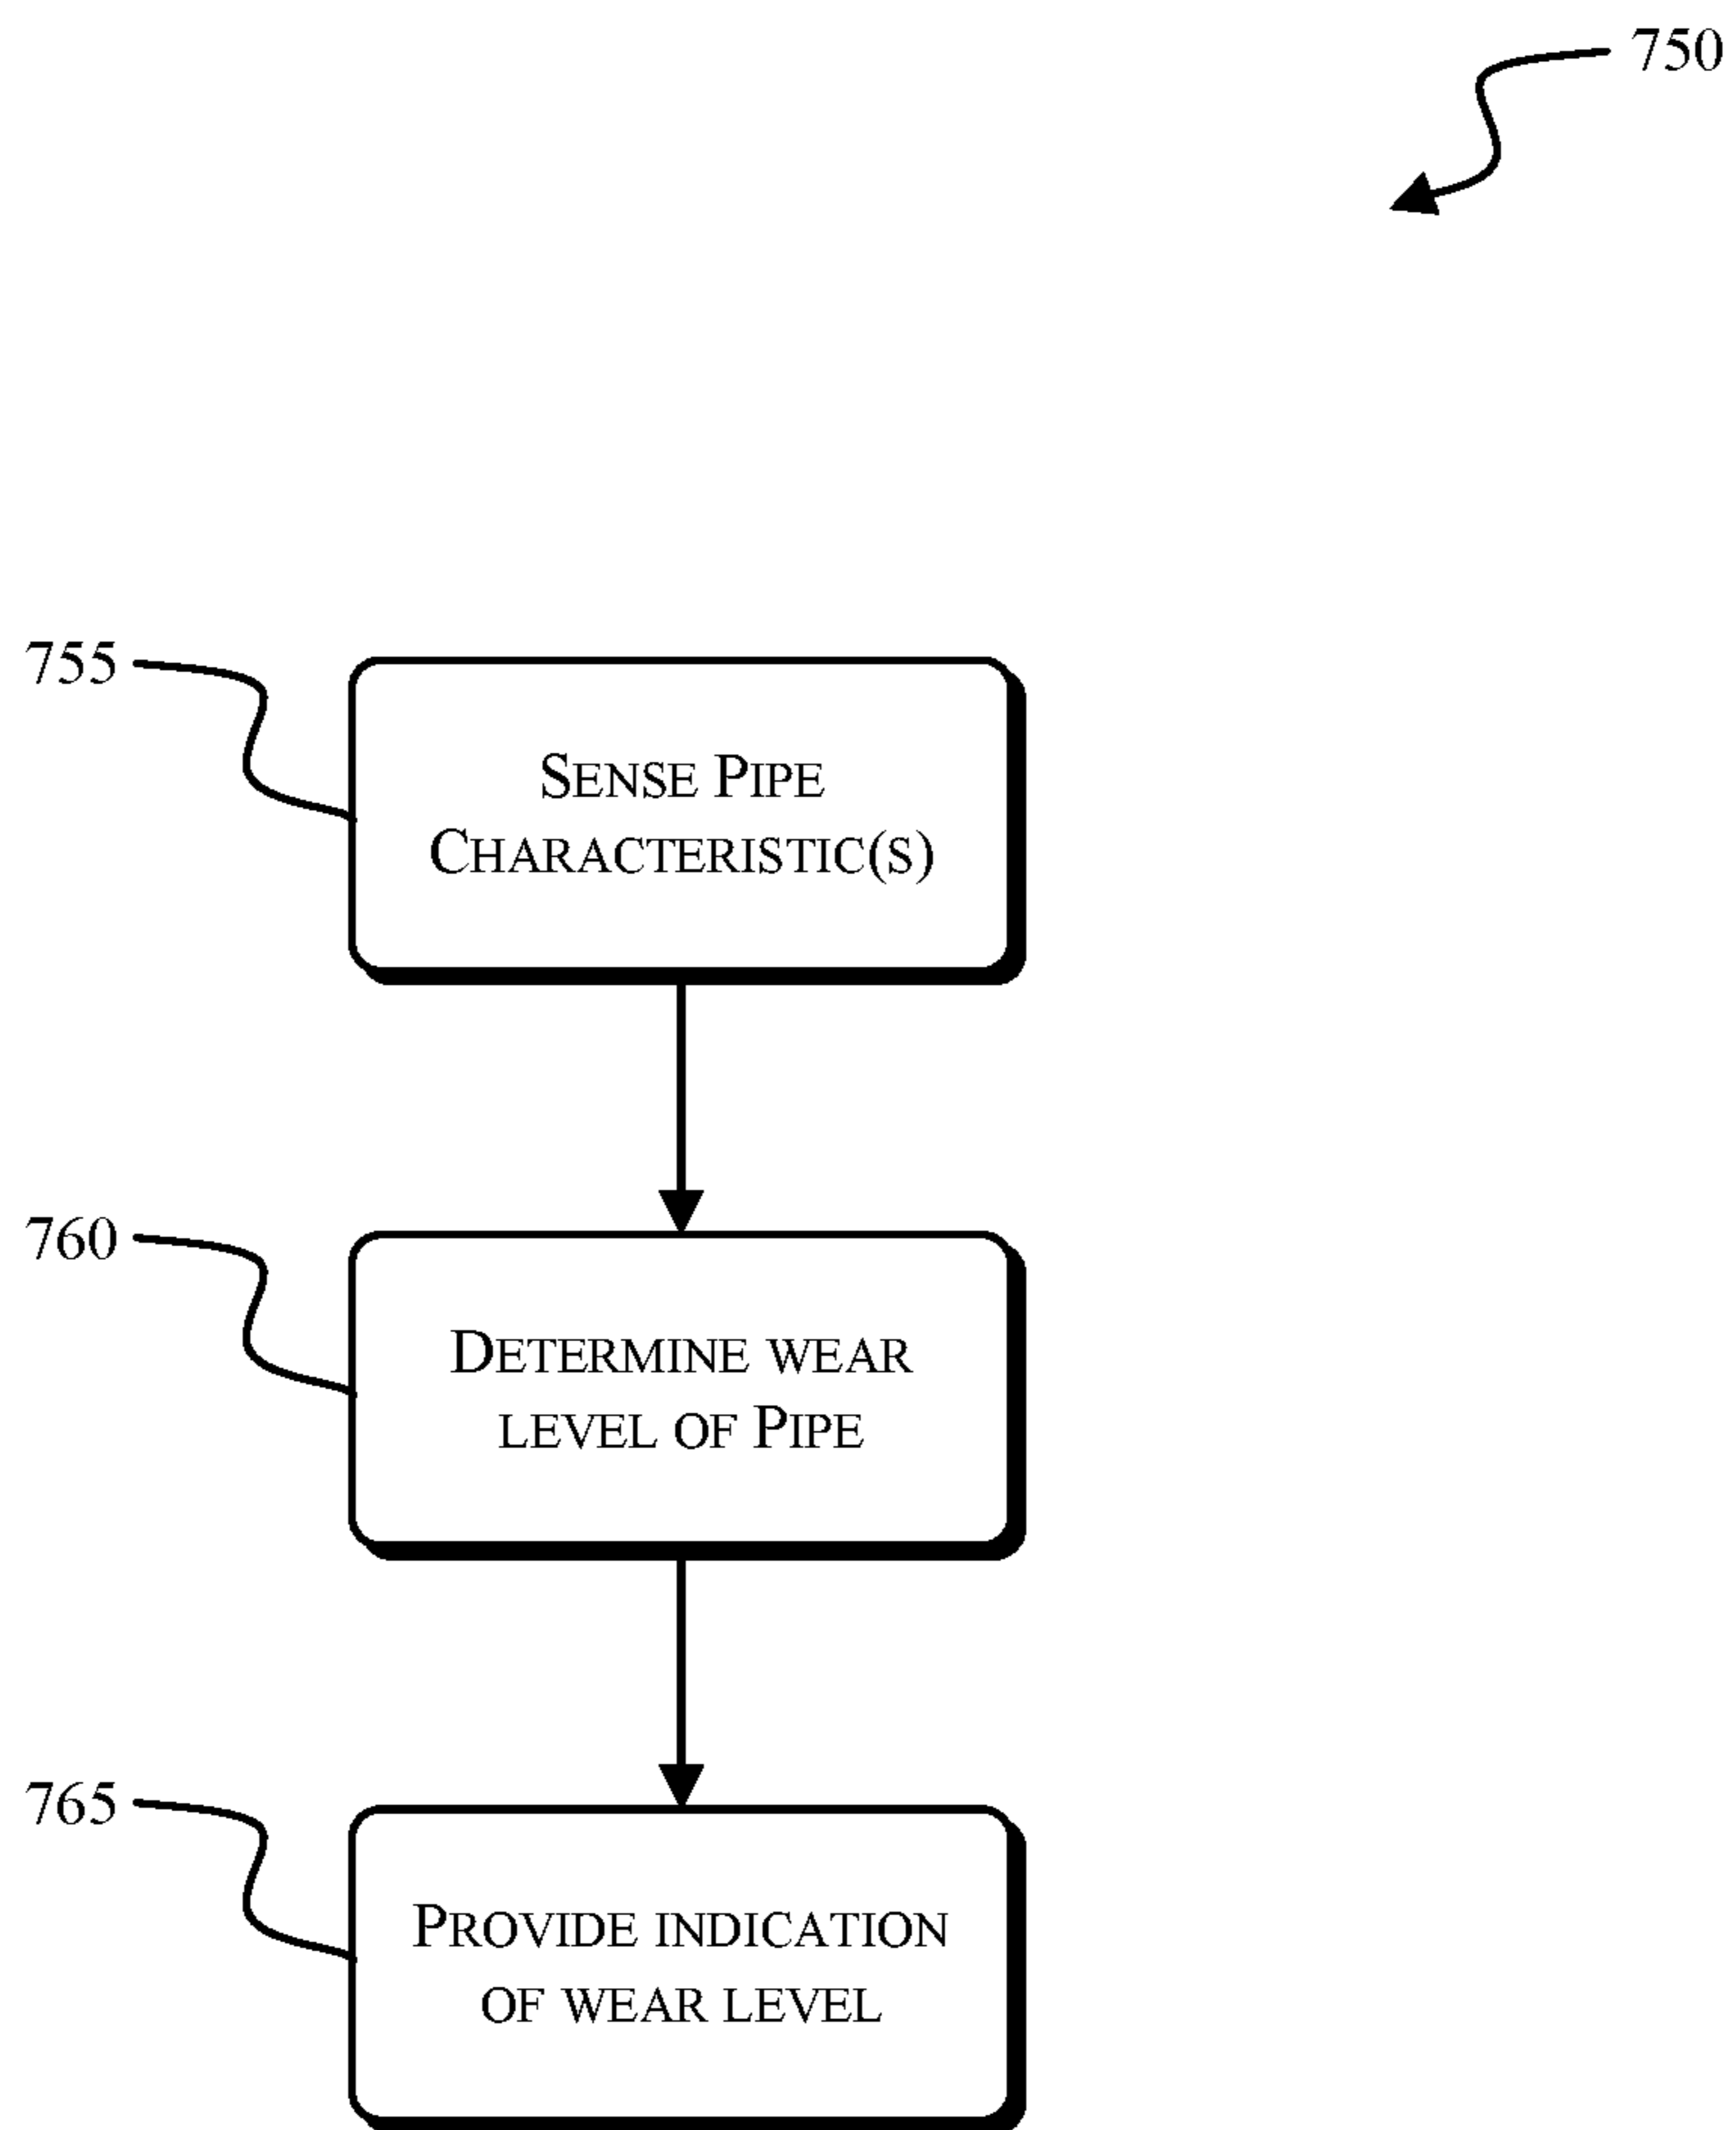 750
755
SENSE PIPE
CHARACTERISTIC(S)
760
DETERMINE WEAR
LEVEL OF PIPE
765
PROVIDE INDICATION
OF WEAR LEVEL